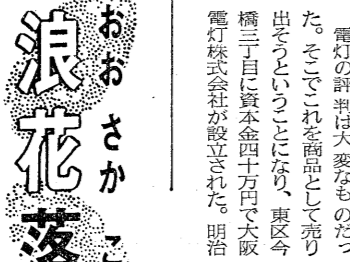 電灯の評判は大変なものだっ
た。そこでこれを商品として売り
出そうということになり、東区今
橋三丁目に資本金四十万円で大阪
電灯株式会社が設立された。明治
おおさかこ
浪花落